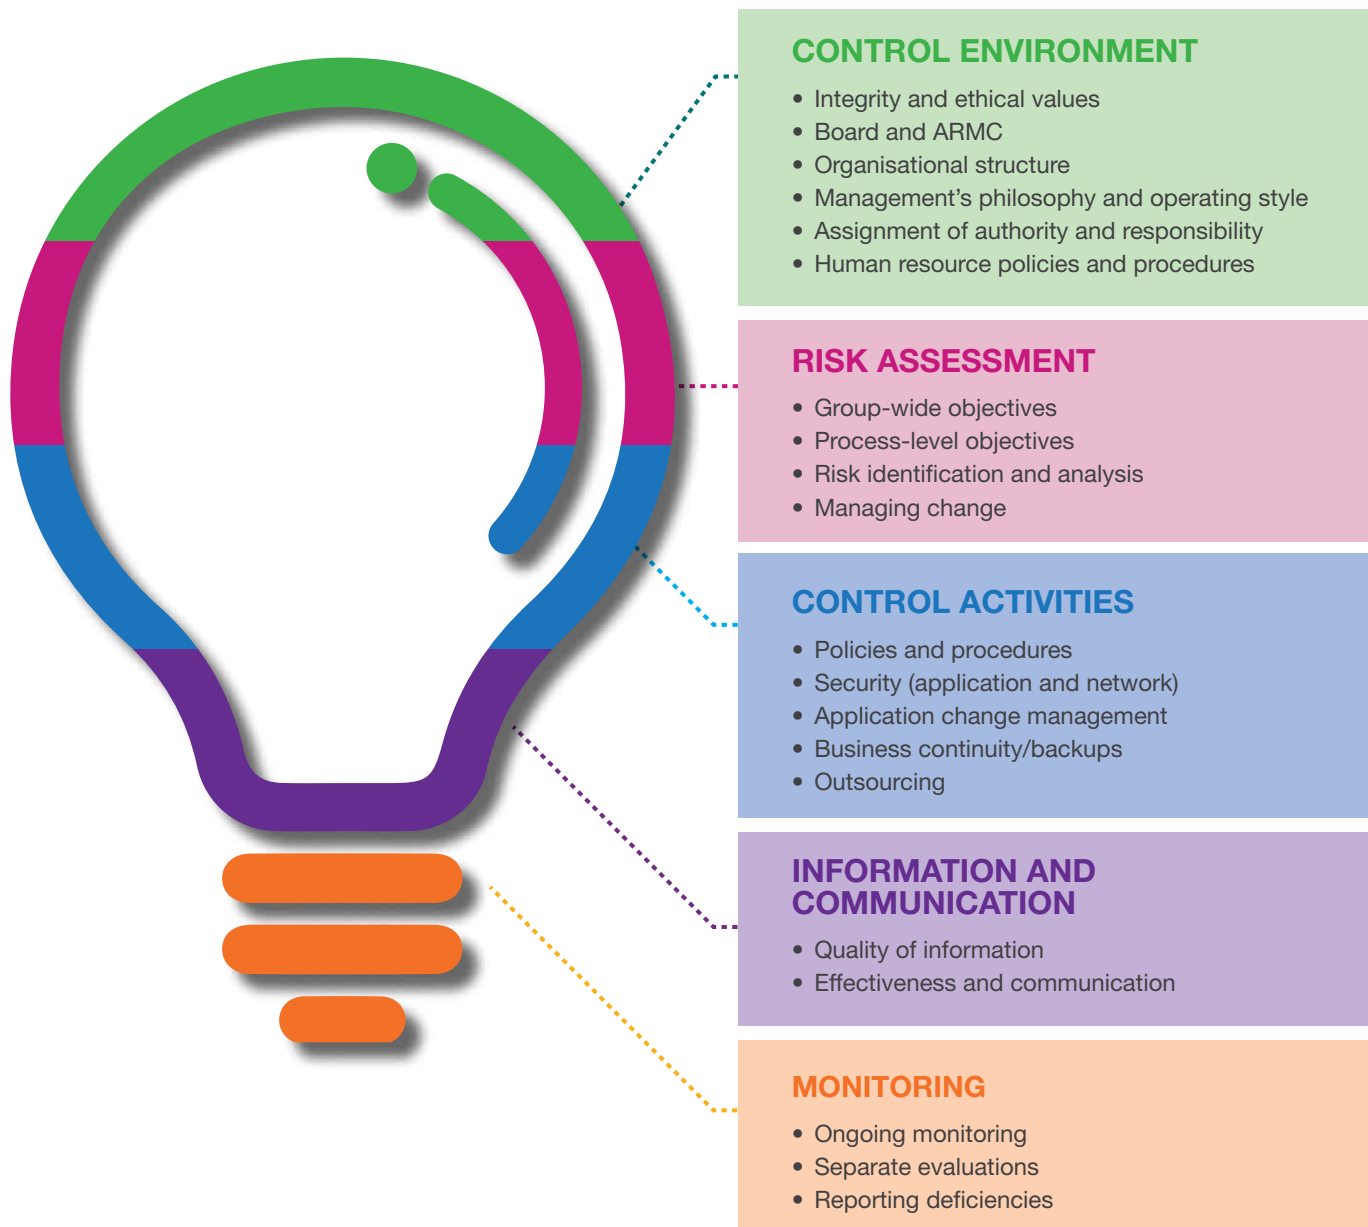 CONTROL ENVIRONMENT
• Integrity and ethical values
• Board and ARMC
• Organisational structure
• Management’s philosophy and operating style
• Assignment of authority and responsibility
• Human resource policies and procedures
RISK ASSESSMENT
• Group-wide objectives
• Process-level objectives
• Risk identification and analysis
• Managing change
CONTROL ACTIVITIES
• Policies and procedures
• Security (application and network)
• Application change management
• Business continuity/backups
• Outsourcing
INFORMATION AND
COMMUNICATION
• Quality of information
• Effectiveness and communication
MONITORING
• Ongoing monitoring
• Separate evaluations
• Reporting deficiencies